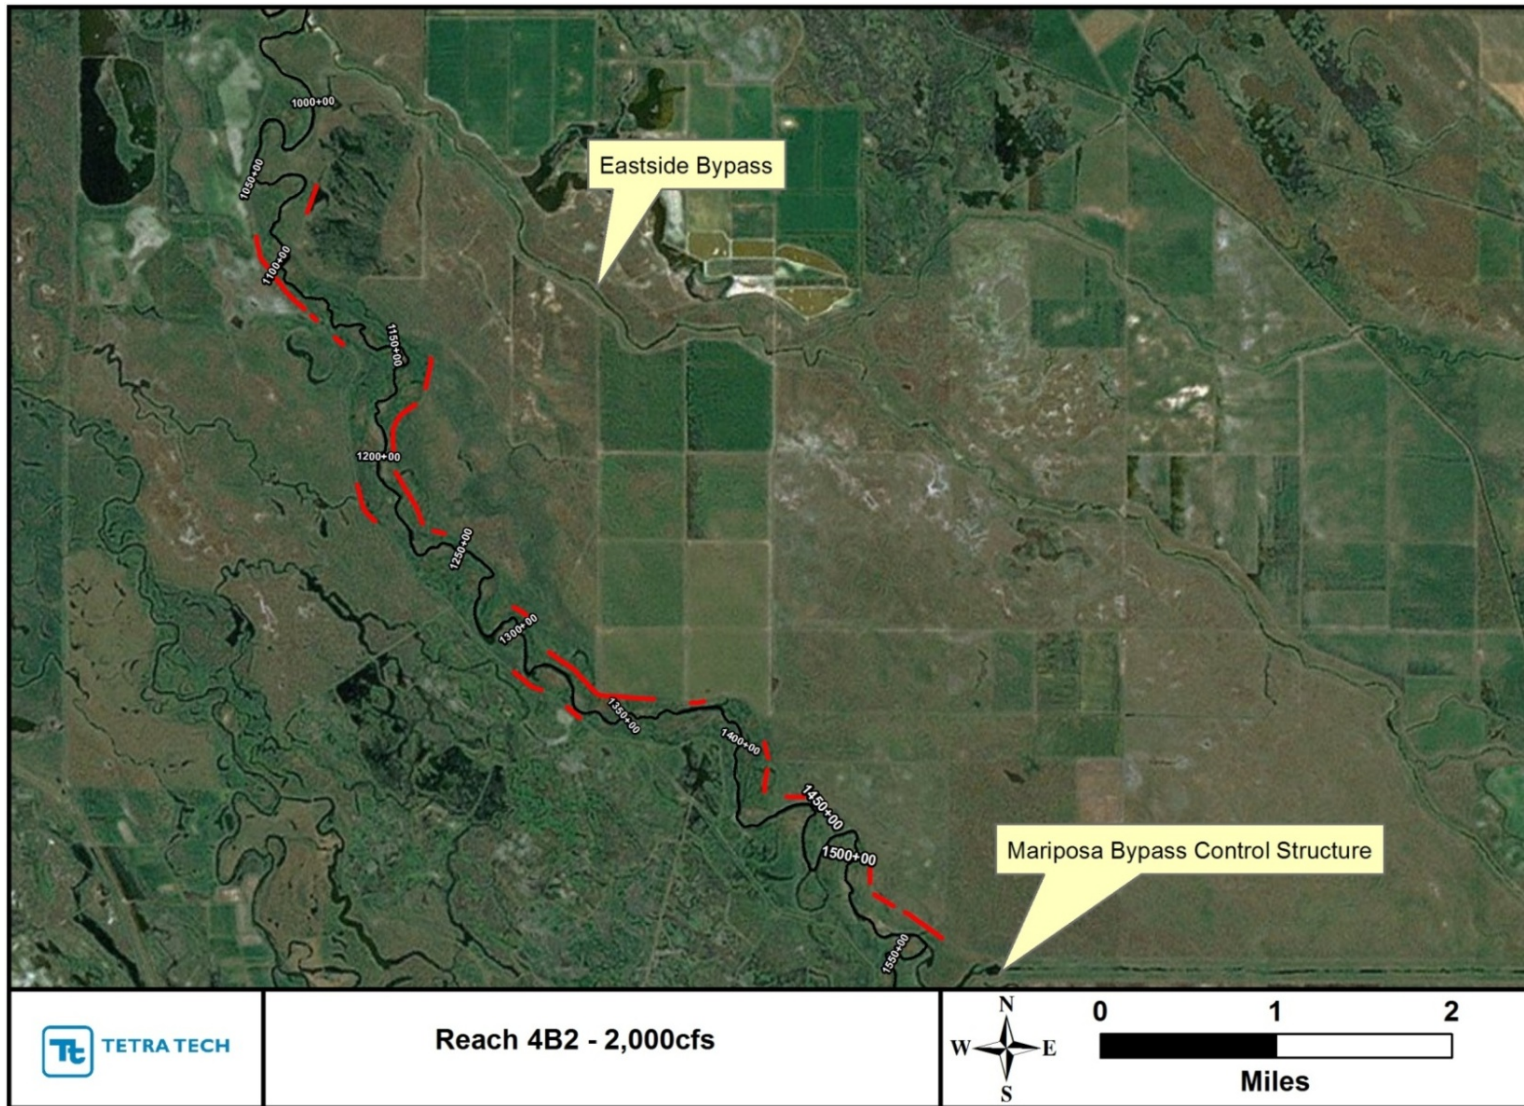 1000+00
Eastside Bypass
1050+00
1100+00
1150+00
1200+00
1250+00
1300+00
1350+00
1400+00
1450+00
1500+00
Mariposa Bypass Control Structure
1550+00
Tt TETRA TECH
Reach 4B2 - 2,000cfs
N
W E
S
0 1 2
Miles